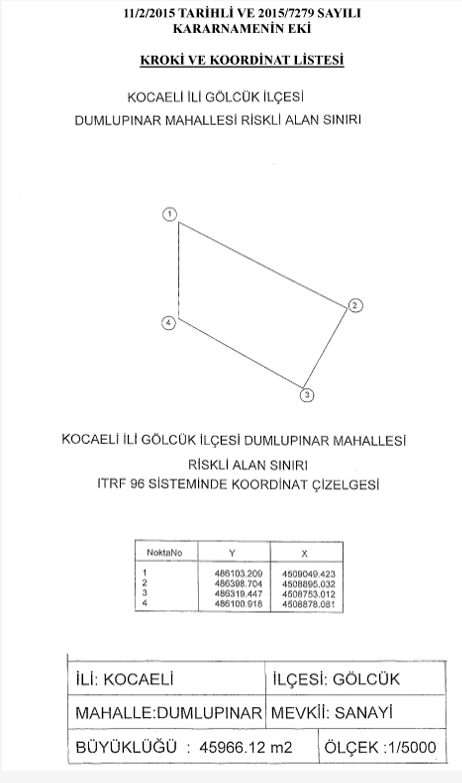 11/2/2015 TARİHLİ VE 2015/7279 SAYILI
KARARNAMENİN EKİ
KROKİ VE KOORDİNAT LİSTESİ
KOCAELİ İLİ GÖLCÜK İLÇESİ
DUMLUPINAR MAHALLESİ RİSKLİ ALAN SINIRI
1
2
4
3
KOCAELİ İLİ GÖLCÜK İLÇESİ DUMLUPINAR MAHALLESİ
RİSKLİ ALAN SINIRI
ITRF 96 SİSTEMİNDE KOORDİNAT ÇİZELGESİ
NoktaNo Y X
1 486103.209 4509049.423
2 486398.704 4508895.032
3 486319.447 4508753.012
4 486100.918 4508878.081
İLİ: KOCAELİ İLÇESİ: GÖLCÜK
MAHALLE:DUMLUPINAR MEVKİİ: SANAYİ
BÜYÜKLÜĞÜ : 45966.12 m2 ÖLÇEK :1/5000